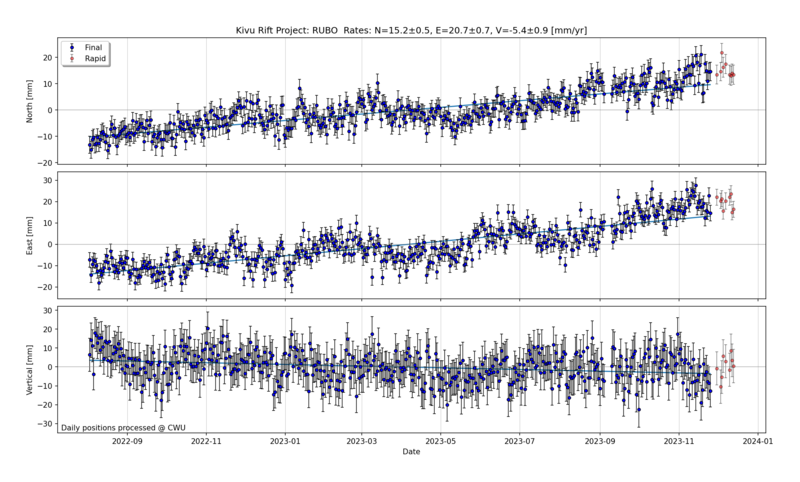 Kivu Rift Project: RUBO  Rates: N=15.2±0.5, E=20.7±0.7, V=-5.4±0.9 [mm/yr]
Final
Rapid
North [mm]
20
10
0
−10
−20
East [mm]
30
20
10
0
−10
−20
Vertical [mm]
30
20
10
0
−10
−20
−30
Daily positions processed @ CWU
2022-09 2022-11 2023-01 2023-03 2023-05 2023-07 2023-09 2023-11 2024-01
Date